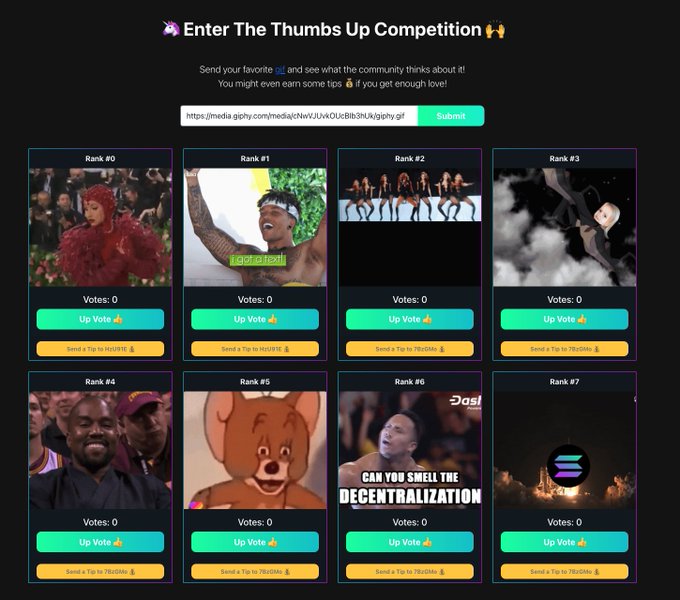 🦄 Enter The Thumbs Up Competition 🙌
Send your favorite gif and see what the community thinks about it!
You might even earn some tips 💰 if you get enough love!
https://media.giphy.com/media/cNwVJUvkOUcBIb3hUk/giphy.gif Submit
Rank #0 Rank #1 Rank #2 Rank #3
i got a text!
Votes: 0 Votes: 0 Votes: 0 Votes: 0
Up Vote 👍 Up Vote 👍 Up Vote 👍 Up Vote 👍
Send a Tip to HzU91E 💰 Send a Tip to HzU91E 💰 Send a Tip to 7BzGMo 💰 Send a Tip to 7BzGMo 💰
Rank #4 Rank #5 Rank #6 Rank #7
Dash
CAN YOU SMELL THE
DECENTRALIZATION
Votes: 0 Votes: 0 Votes: 0 Votes: 0
Up Vote 👍 Up Vote 👍 Up Vote 👍 Up Vote 👍
Send a Tip to 7BzGMo 💰 Send a Tip to 7BzGMo 💰 Send a Tip to 7BzGMo 💰 Send a Tip to 7BzGMo 💰